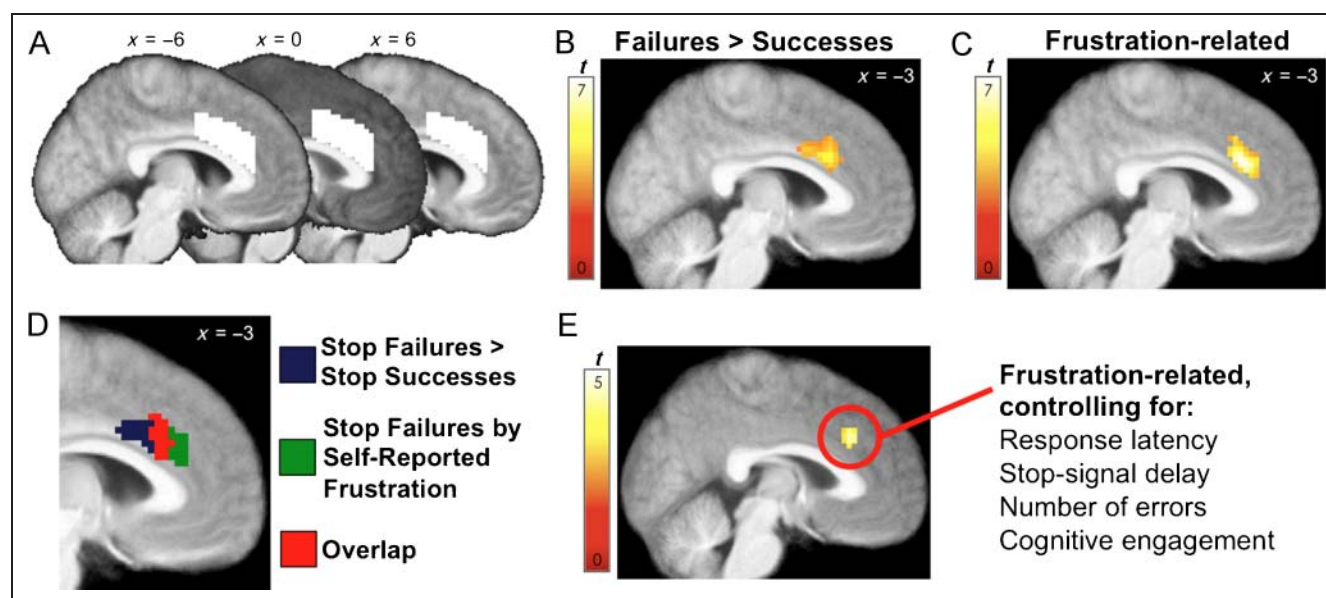 A
x = −6
x = 0
x = 6
B
Failures > Successes
t
7
0
x = −3
C
Frustration-related
t
7
0
x = −3
D
x = −3
Stop Failures >
Stop Successes
Stop Failures by
Self-Reported
Frustration
Overlap
E
t
5
0
Frustration-related,
controlling for:
Response latency
Stop-signal delay
Number of errors
Cognitive engagement